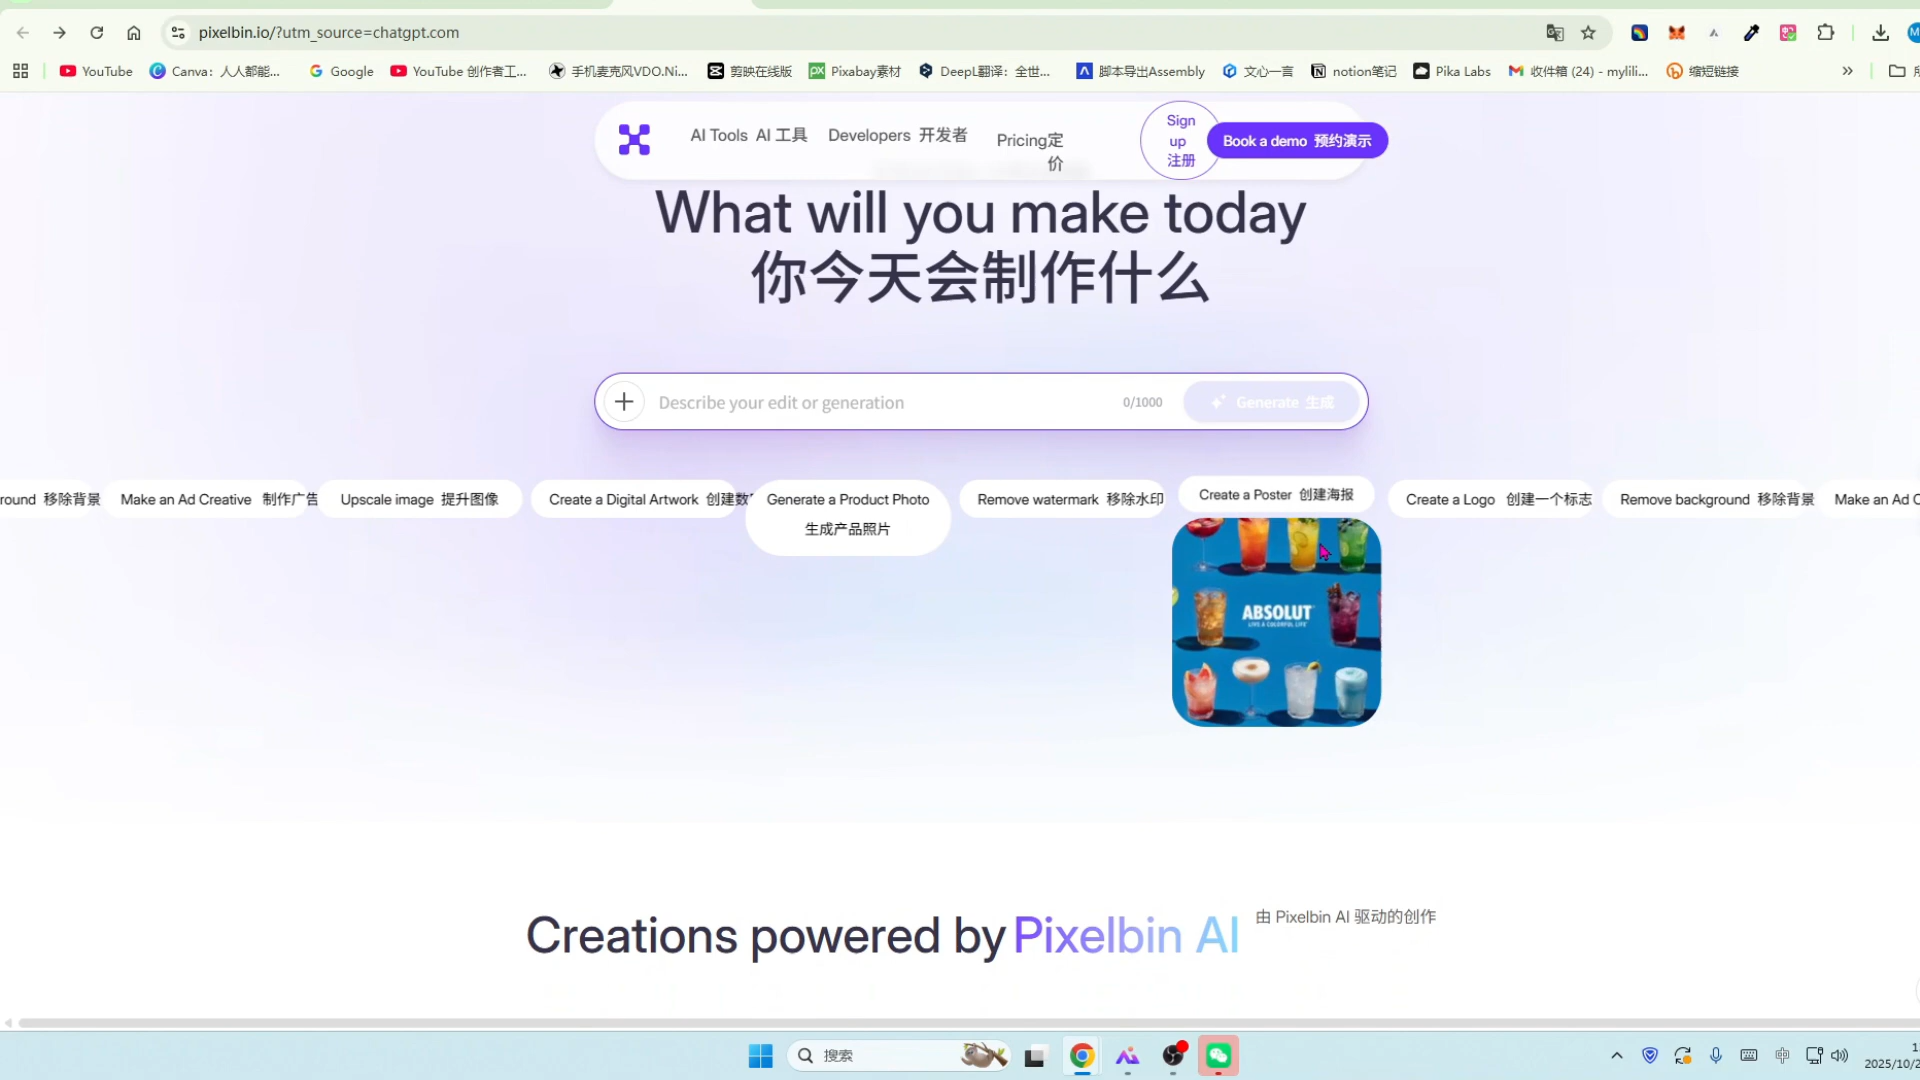 pixelbin.io/?utm_source=chatgpt.com
YouTube
Canva：人人都能...
Google
YouTube 创作者工...
手机麦克风VDO.Ni...
剪映在线版
Pixabay素材
DeepL翻译：全世...
脚本导出Assembly
文心一言
notion笔记
Pika Labs
收件箱 (24) - mylili...
缩短链接
AI Tools AI 工具
Developers 开发者
Pricing定
价
Sign
up
注册
Book a demo 预约演示
What will you make today
你今天会制作什么
Describe your edit or generation
0/1000
Generate 生成
round 移除背景
Make an Ad Creative 制作广告
Upscale image 提升图像
Create a Digital Artwork 创建数
Generate a Product Photo
生成产品照片
Remove watermark 移除水印
Create a Poster 创建海报
Create a Logo 创建一个标志
Remove background 移除背景
Make an Ad C
ABSOLUT
LIVE A COLORFUL LIFE
Creations powered by Pixelbin AI
由 Pixelbin AI 驱动的创作
搜索
中
2025/10/2